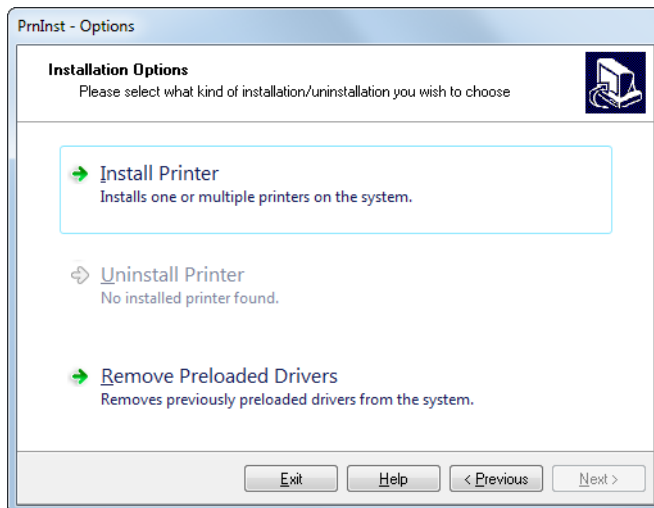 PrnInst - Options
Installation Options
Please select what kind of installation/uninstallation you wish to choose
Install Printer
Installs one or multiple printers on the system.
Uninstall Printer
No installed printer found.
Remove Preloaded Drivers
Removes previously preloaded drivers from the system.
Exit Help < Previous Next >